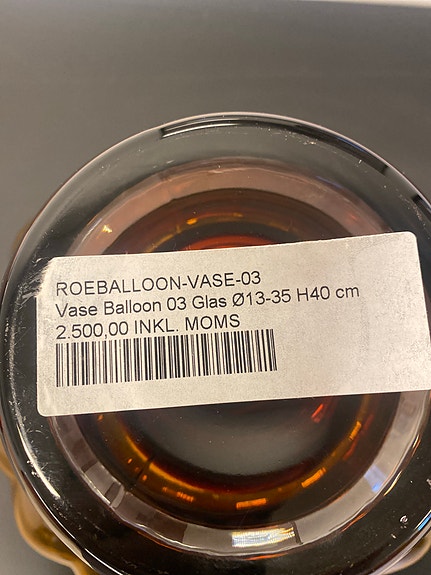 ROEBALLOON-VASE-03
Vase Balloon 03 Glas Ø13-35 H40 cm
2.500,00 INKL. MOMS